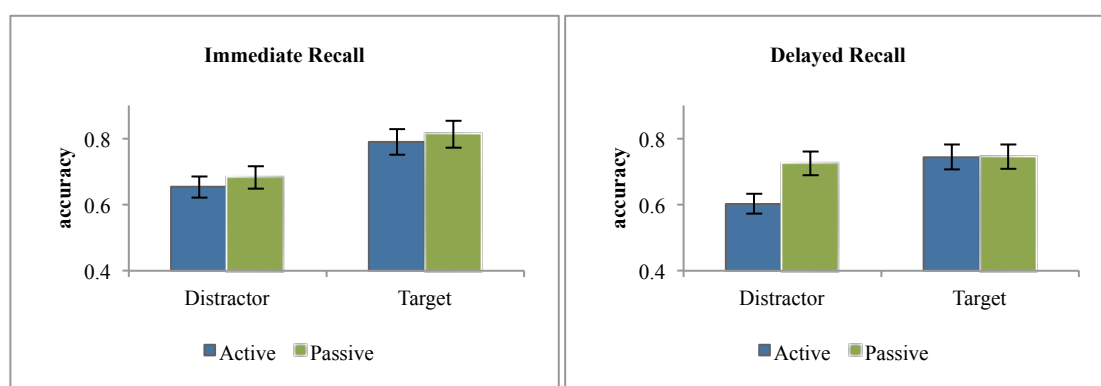 Immediate Recall
accuracy
0.8
0.6
0.4
Distractor Target
Active Passive
Delayed Recall
accuracy
0.8
0.6
0.4
Distractor Target
Active Passive